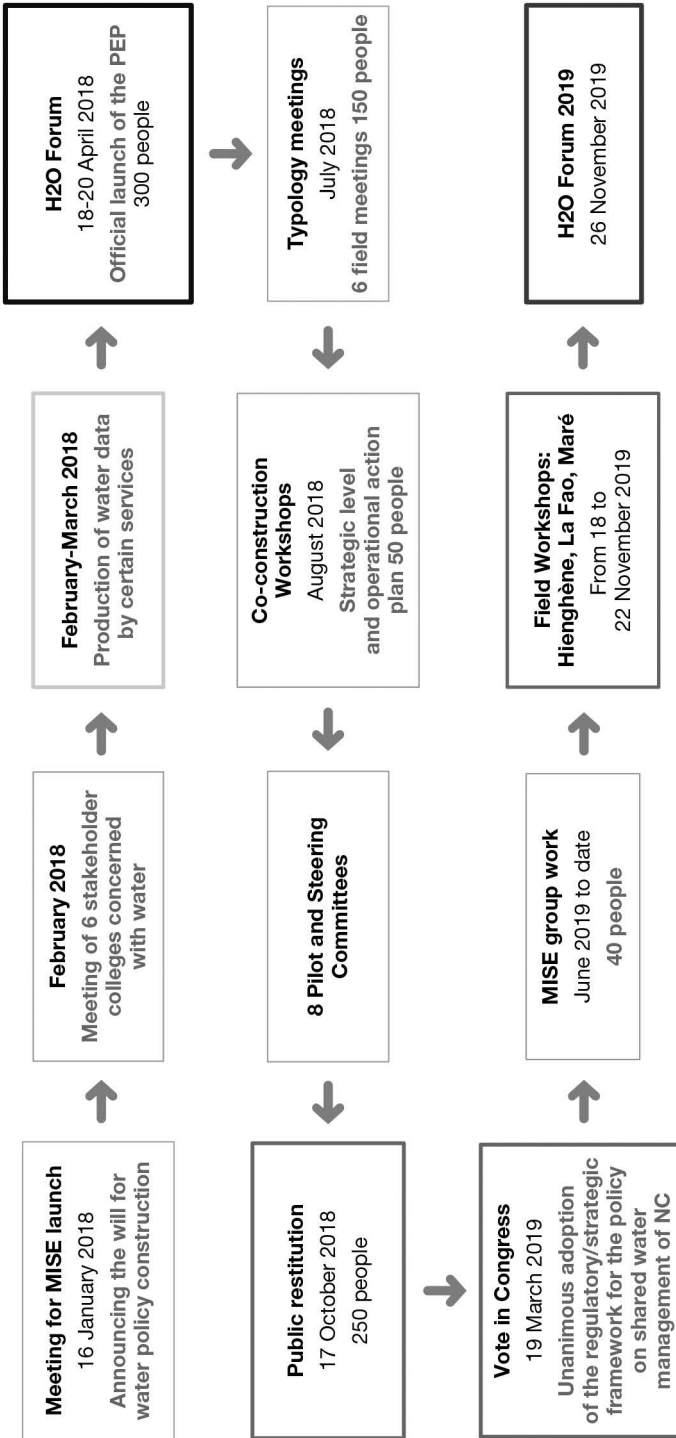 Meeting for MISE launch
16 January 2018
Announcing the will for
water policy construction
February 2018
Meeting of 6 stakeholder
colleges concerned
with water
February-March 2018
Production of water data
by certain services
H2O Forum
18-20 April 2018
Official launch of the PEP
300 people
Typology meetings
July 2018
6 field meetings 150 people
Co-construction
Workshops
August 2018
Strategic level
and operational action
plan 50 people
8 Pilot and Steering
Committees
Public restitution
17 October 2018
250 people
Vote in Congress
19 March 2019
Unanimous adoption
of the regulatory/strategic
framework for the policy
on shared water
management of NC
MISE group work
June 2019 to date
40 people
Field Workshops:
Hienghène, La Fao, Maré
From 18 to
22 November 2019
H2O Forum 2019
26 November 2019